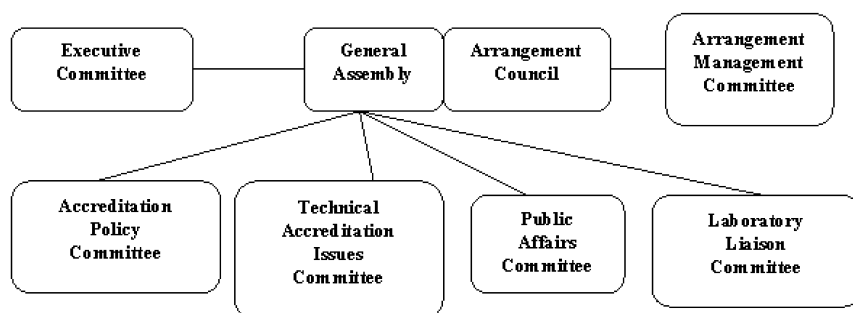 Executive
Committee
General
Assembly
Arrangement
Council
Arrangement
Management
Committee
Accreditation
Policy
Committee
Technical
Accreditation
Issues
Committee
Public
Affairs
Committee
Laboratory
Liaison
Committee